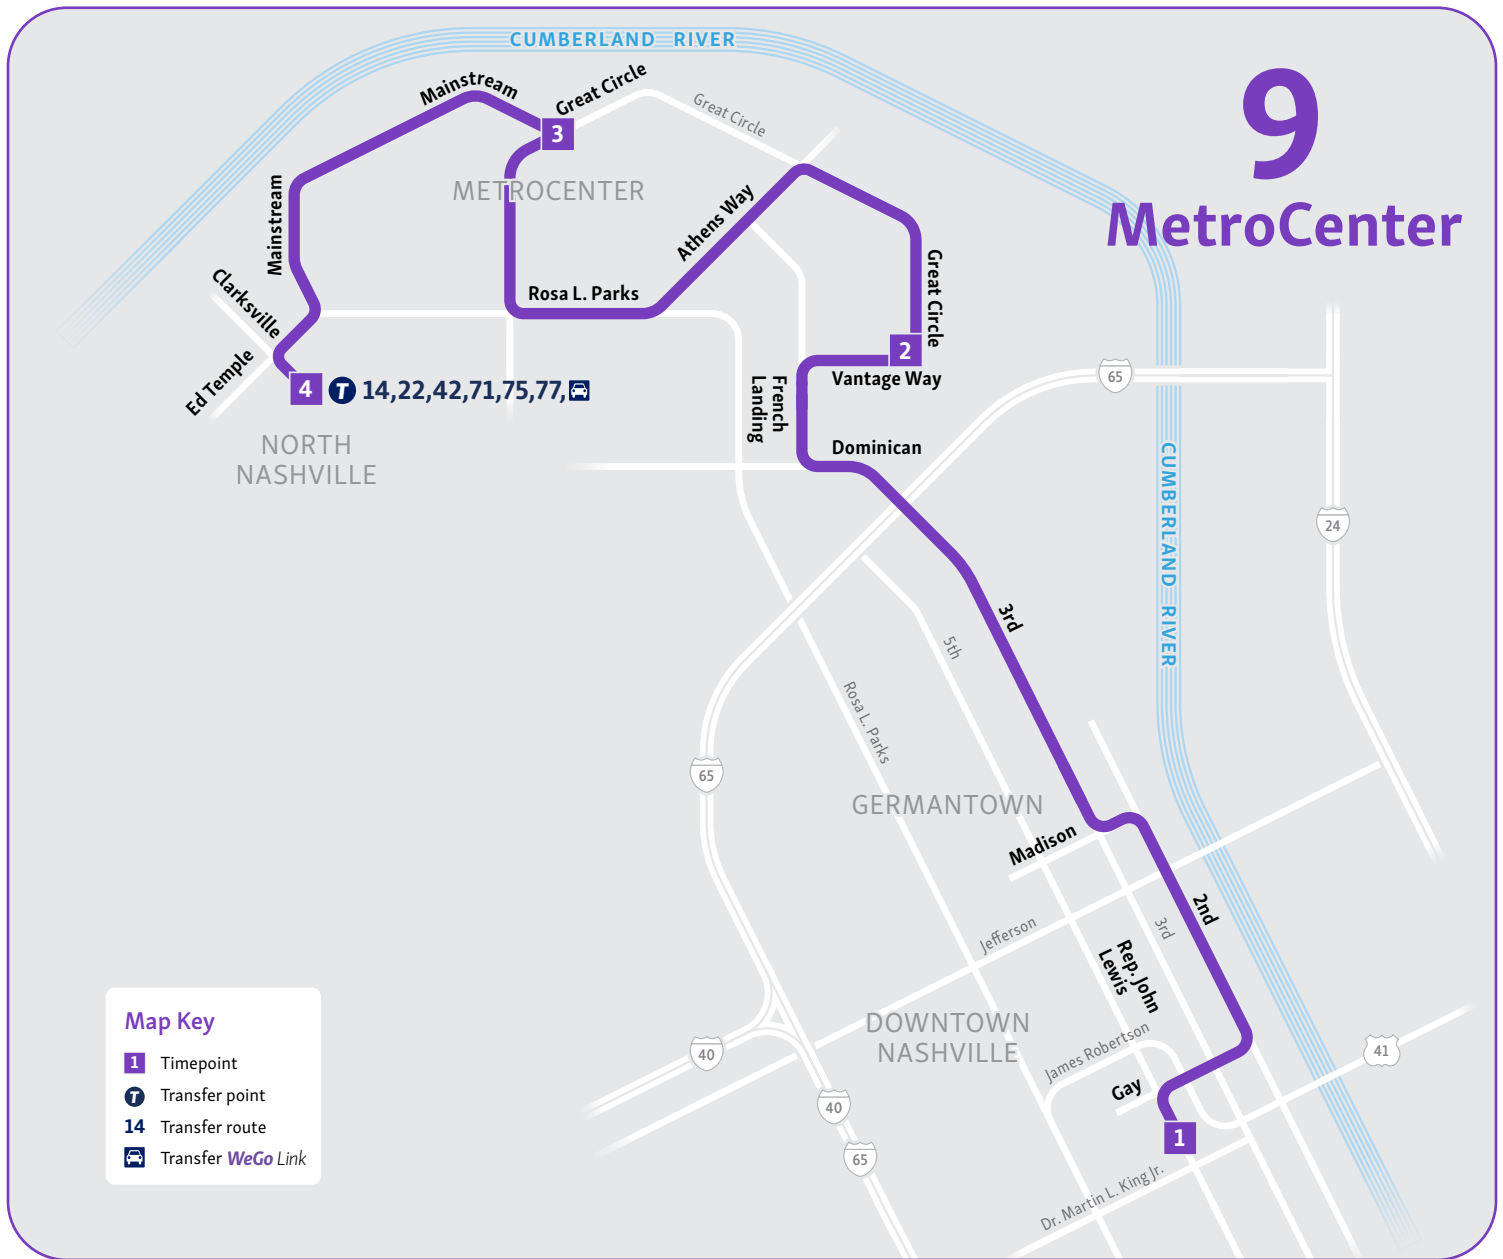 CUMBERLAND RIVER
9
MetroCenter
Mainstream
Great Circle
Great Circle
3
METROCENTER
Mainstream
Athens Way
Clarksville
Rosa L. Parks
Great Circle
2
Vantage Way
Ed Temple
4
T 14,22,42,71,75,77,
French
Landing
65
NORTH
NASHVILLE
Dominican
CUMBERLAND RIVER
24
3rd
5th
Rosa L. Parks
65
GERMANTOWN
Madison
2nd
3rd
Jefferson
Rep. John
Lewis
DOWNTOWN
NASHVILLE
James Robertson
41
40
Gay
40
1
65
Dr. Martin L. King Jr.
Map Key
1 Timepoint
T Transfer point
14 Transfer route
Transfer WeGo Link